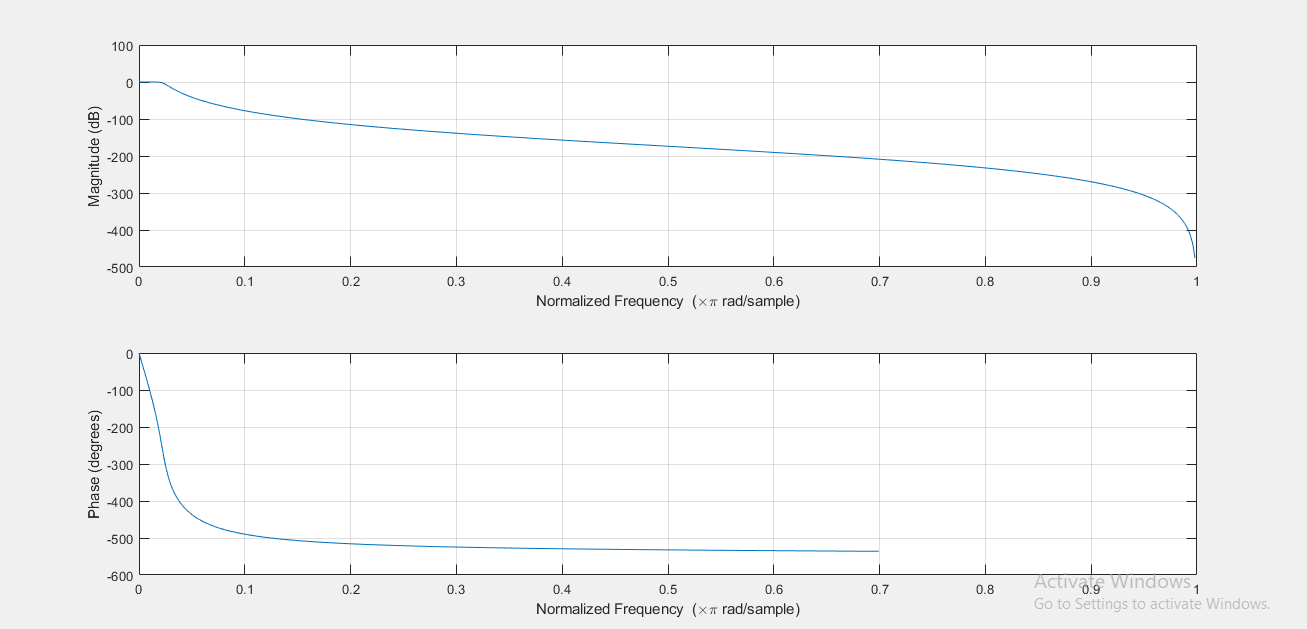 100
0
-100
-200
-300
-400
-500
Magnitude (dB)
0 0.1 0.2 0.3 0.4 0.5 0.6 0.7 0.8 0.9 1
Normalized Frequency (×π rad/sample)
0
-100
-200
-300
-400
-500
-600
Phase (degrees)
0 0.1 0.2 0.3 0.4 0.5 0.6 0.7 0.8 0.9 1
Normalized Frequency (×π rad/sample)
Activate Windows
Go to Settings to activate Windows.